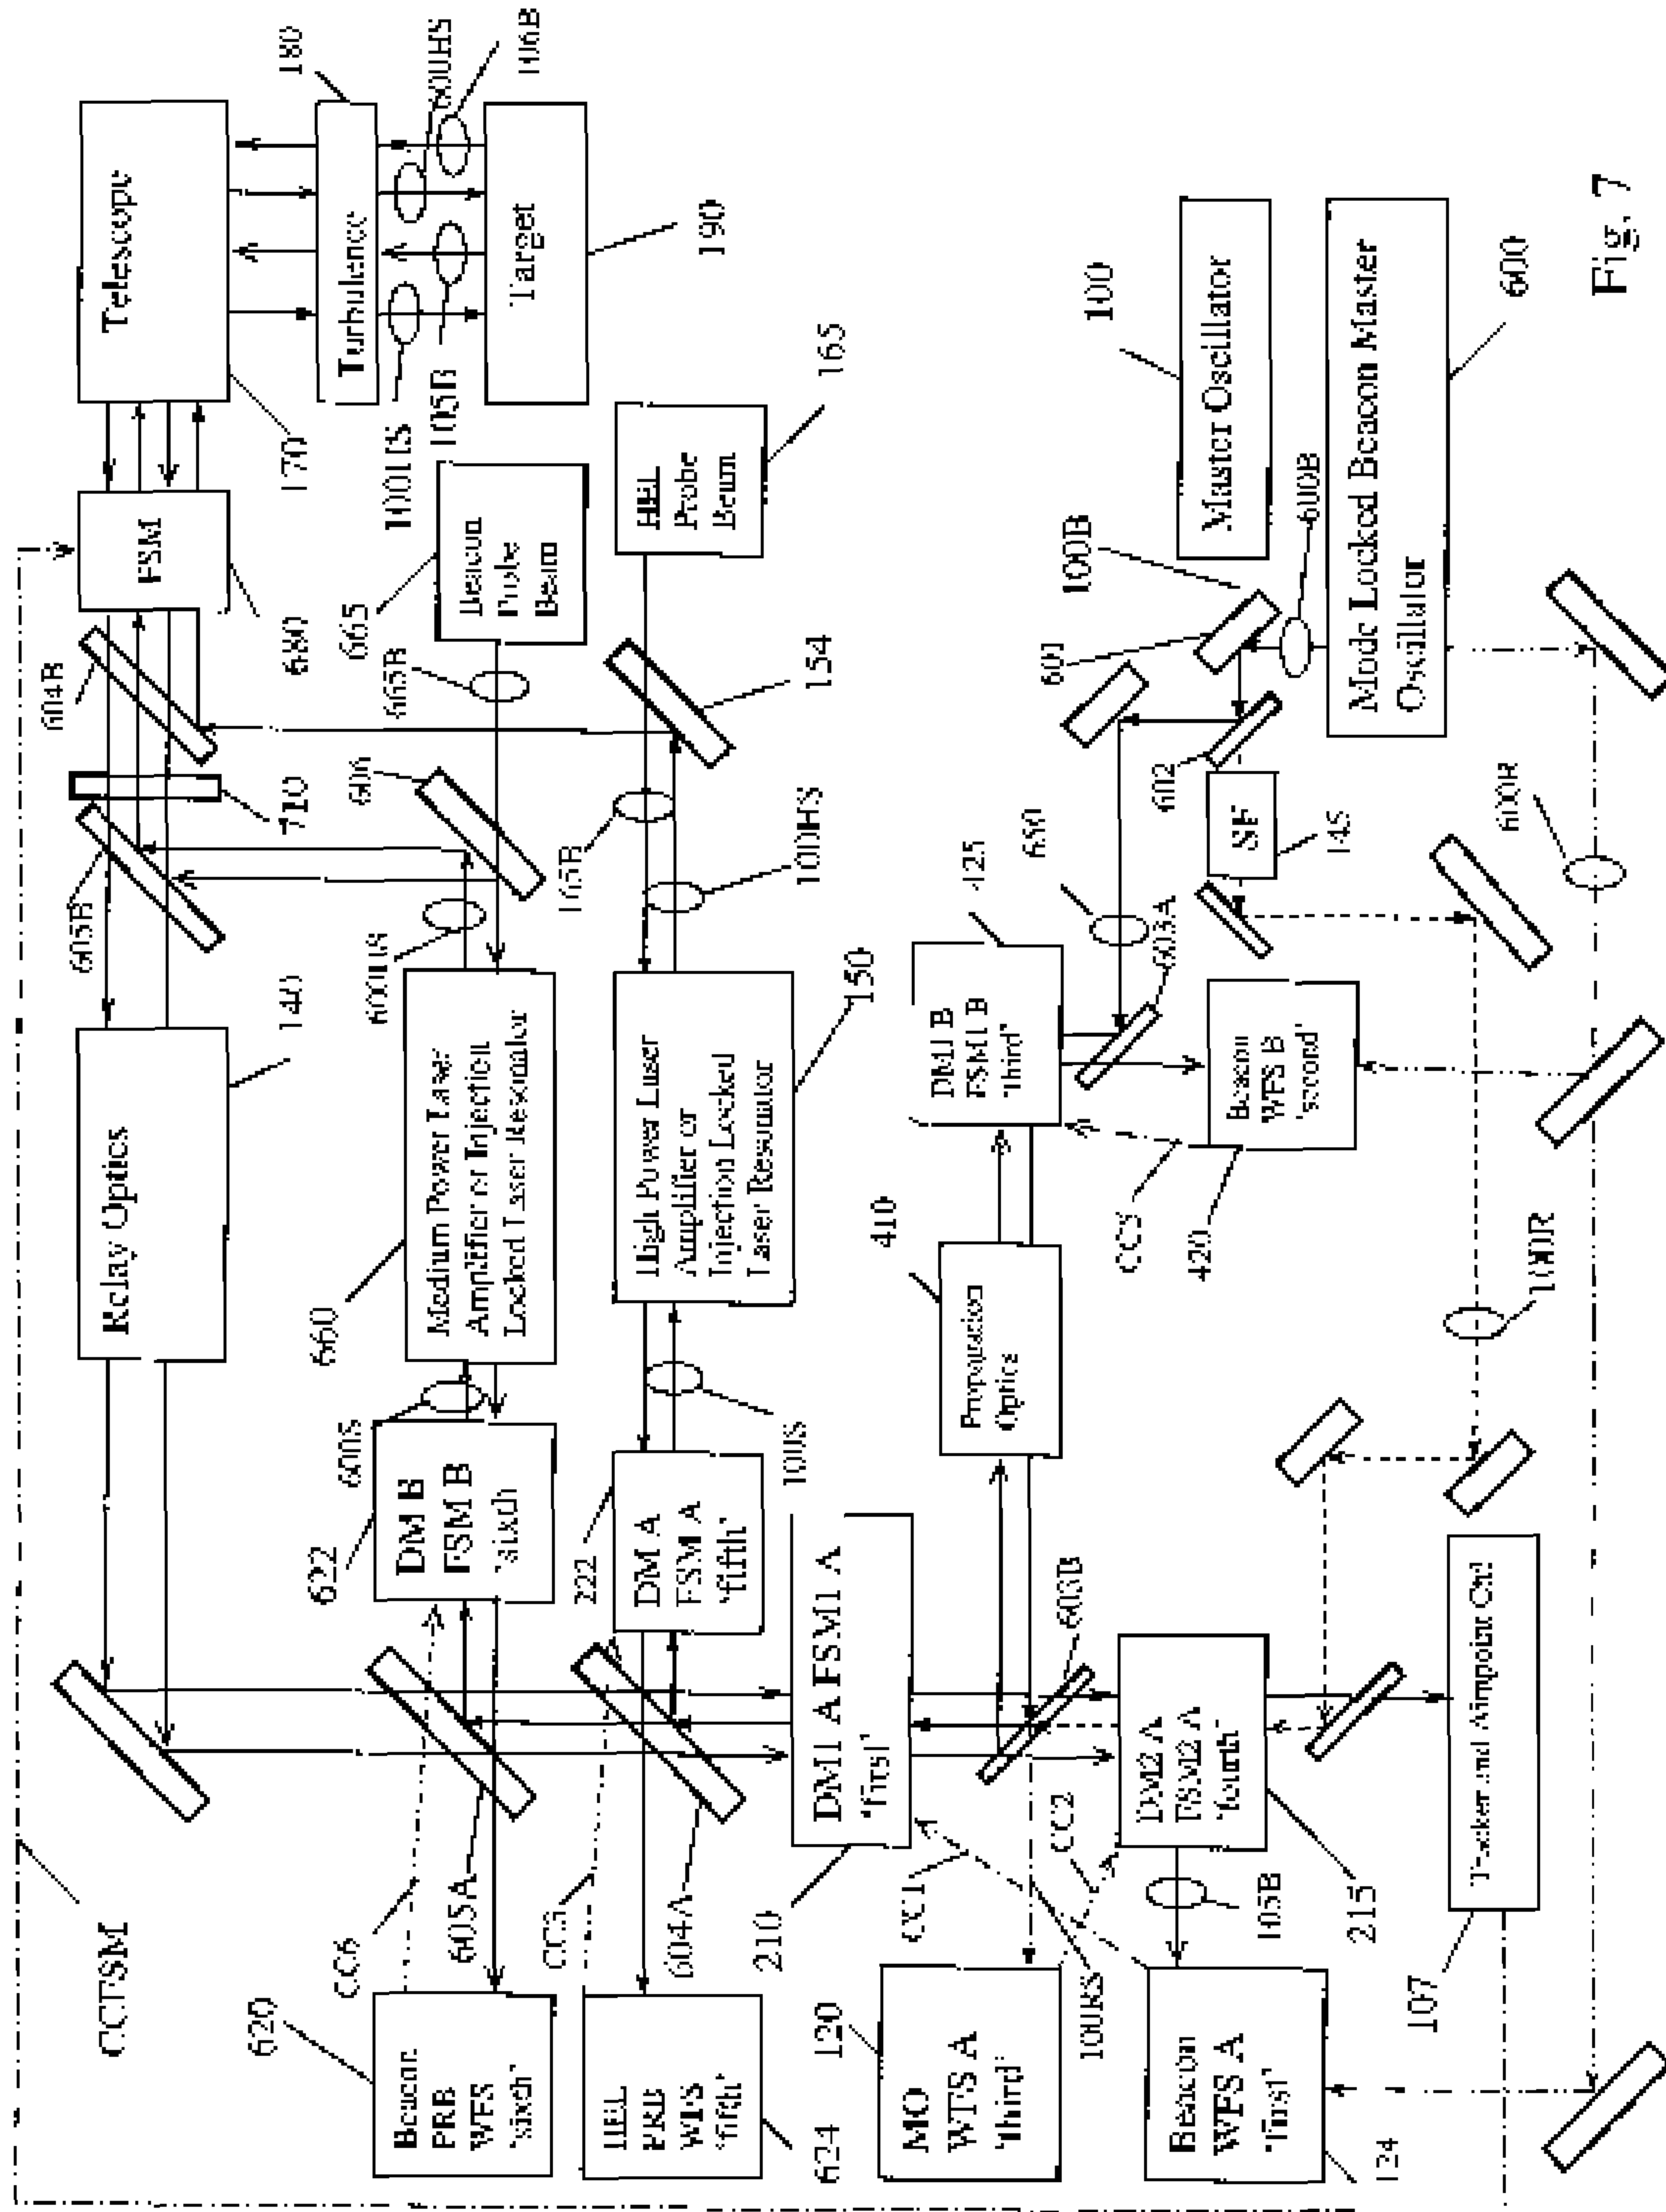 CCFSM
Relay Optics
140
605B
710
604B
FSM
680
Telescope
170
180
Turbulence
Target
190
100HS
105B
600HS
106B
Beacon
PRB
WFS
'sixth'
620
CC6
605A
DM B
FSM B
'sixth'
622
600S
Medium Power Laser
Amplifier or Injection
Locked Laser Resonator
660
600HS
606
665B
Beacon
Probe
Beam
665
HEL
PRB
WFS
'fifth'
624
CC5
604A
222
DM A
FSM A
'fifth'
100S
High Power Laser
Amplifier or
Injection Locked
Laser Resonator
150
165B
100HS
154
HEL
Probe
Beam
165
DM1 A FSM1 A
'first'
210
MO
WFS A
'Third'
120
CC1
100RS
CC2
603B
Propagation
Optics
410
DM1 B
FSM1 B
'Third'
425
650
603A
601
100B
Master Oscillator
100
Beacon
WFS A
'first'
124
105B
DM2 A
FSM2 A
'fourth'
215
CC3
Beacon
WFS B
'second'
420
SF
145
602
600B
Mode Locked Beacon Master
Oscillator
600
Tracker and Aimpoint Ctrl
107
100R
600R
Fig. 7